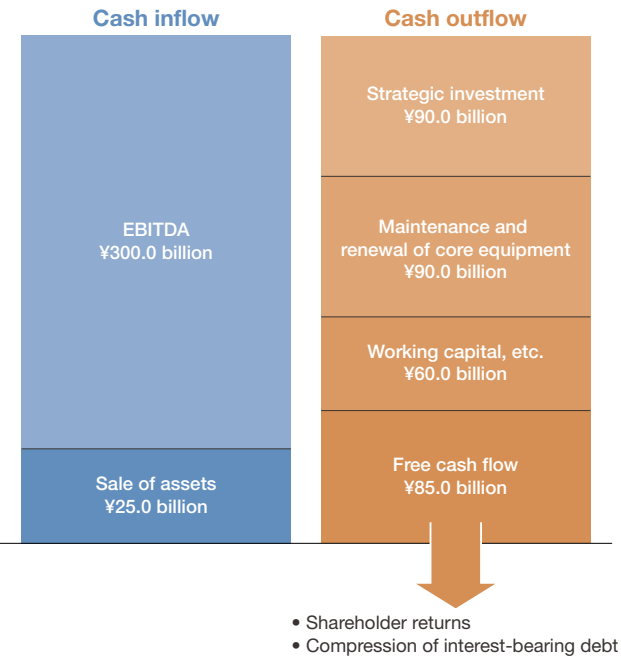 Cash inflow
EBITDA
¥300.0 billion
Sale of assets
¥25.0 billion
Cash outflow
Strategic investment
¥90.0 billion
Maintenance and
renewal of core equipment
¥90.0 billion
Working capital, etc.
¥60.0 billion
Free cash flow
¥85.0 billion
• Shareholder returns
• Compression of interest-bearing debt